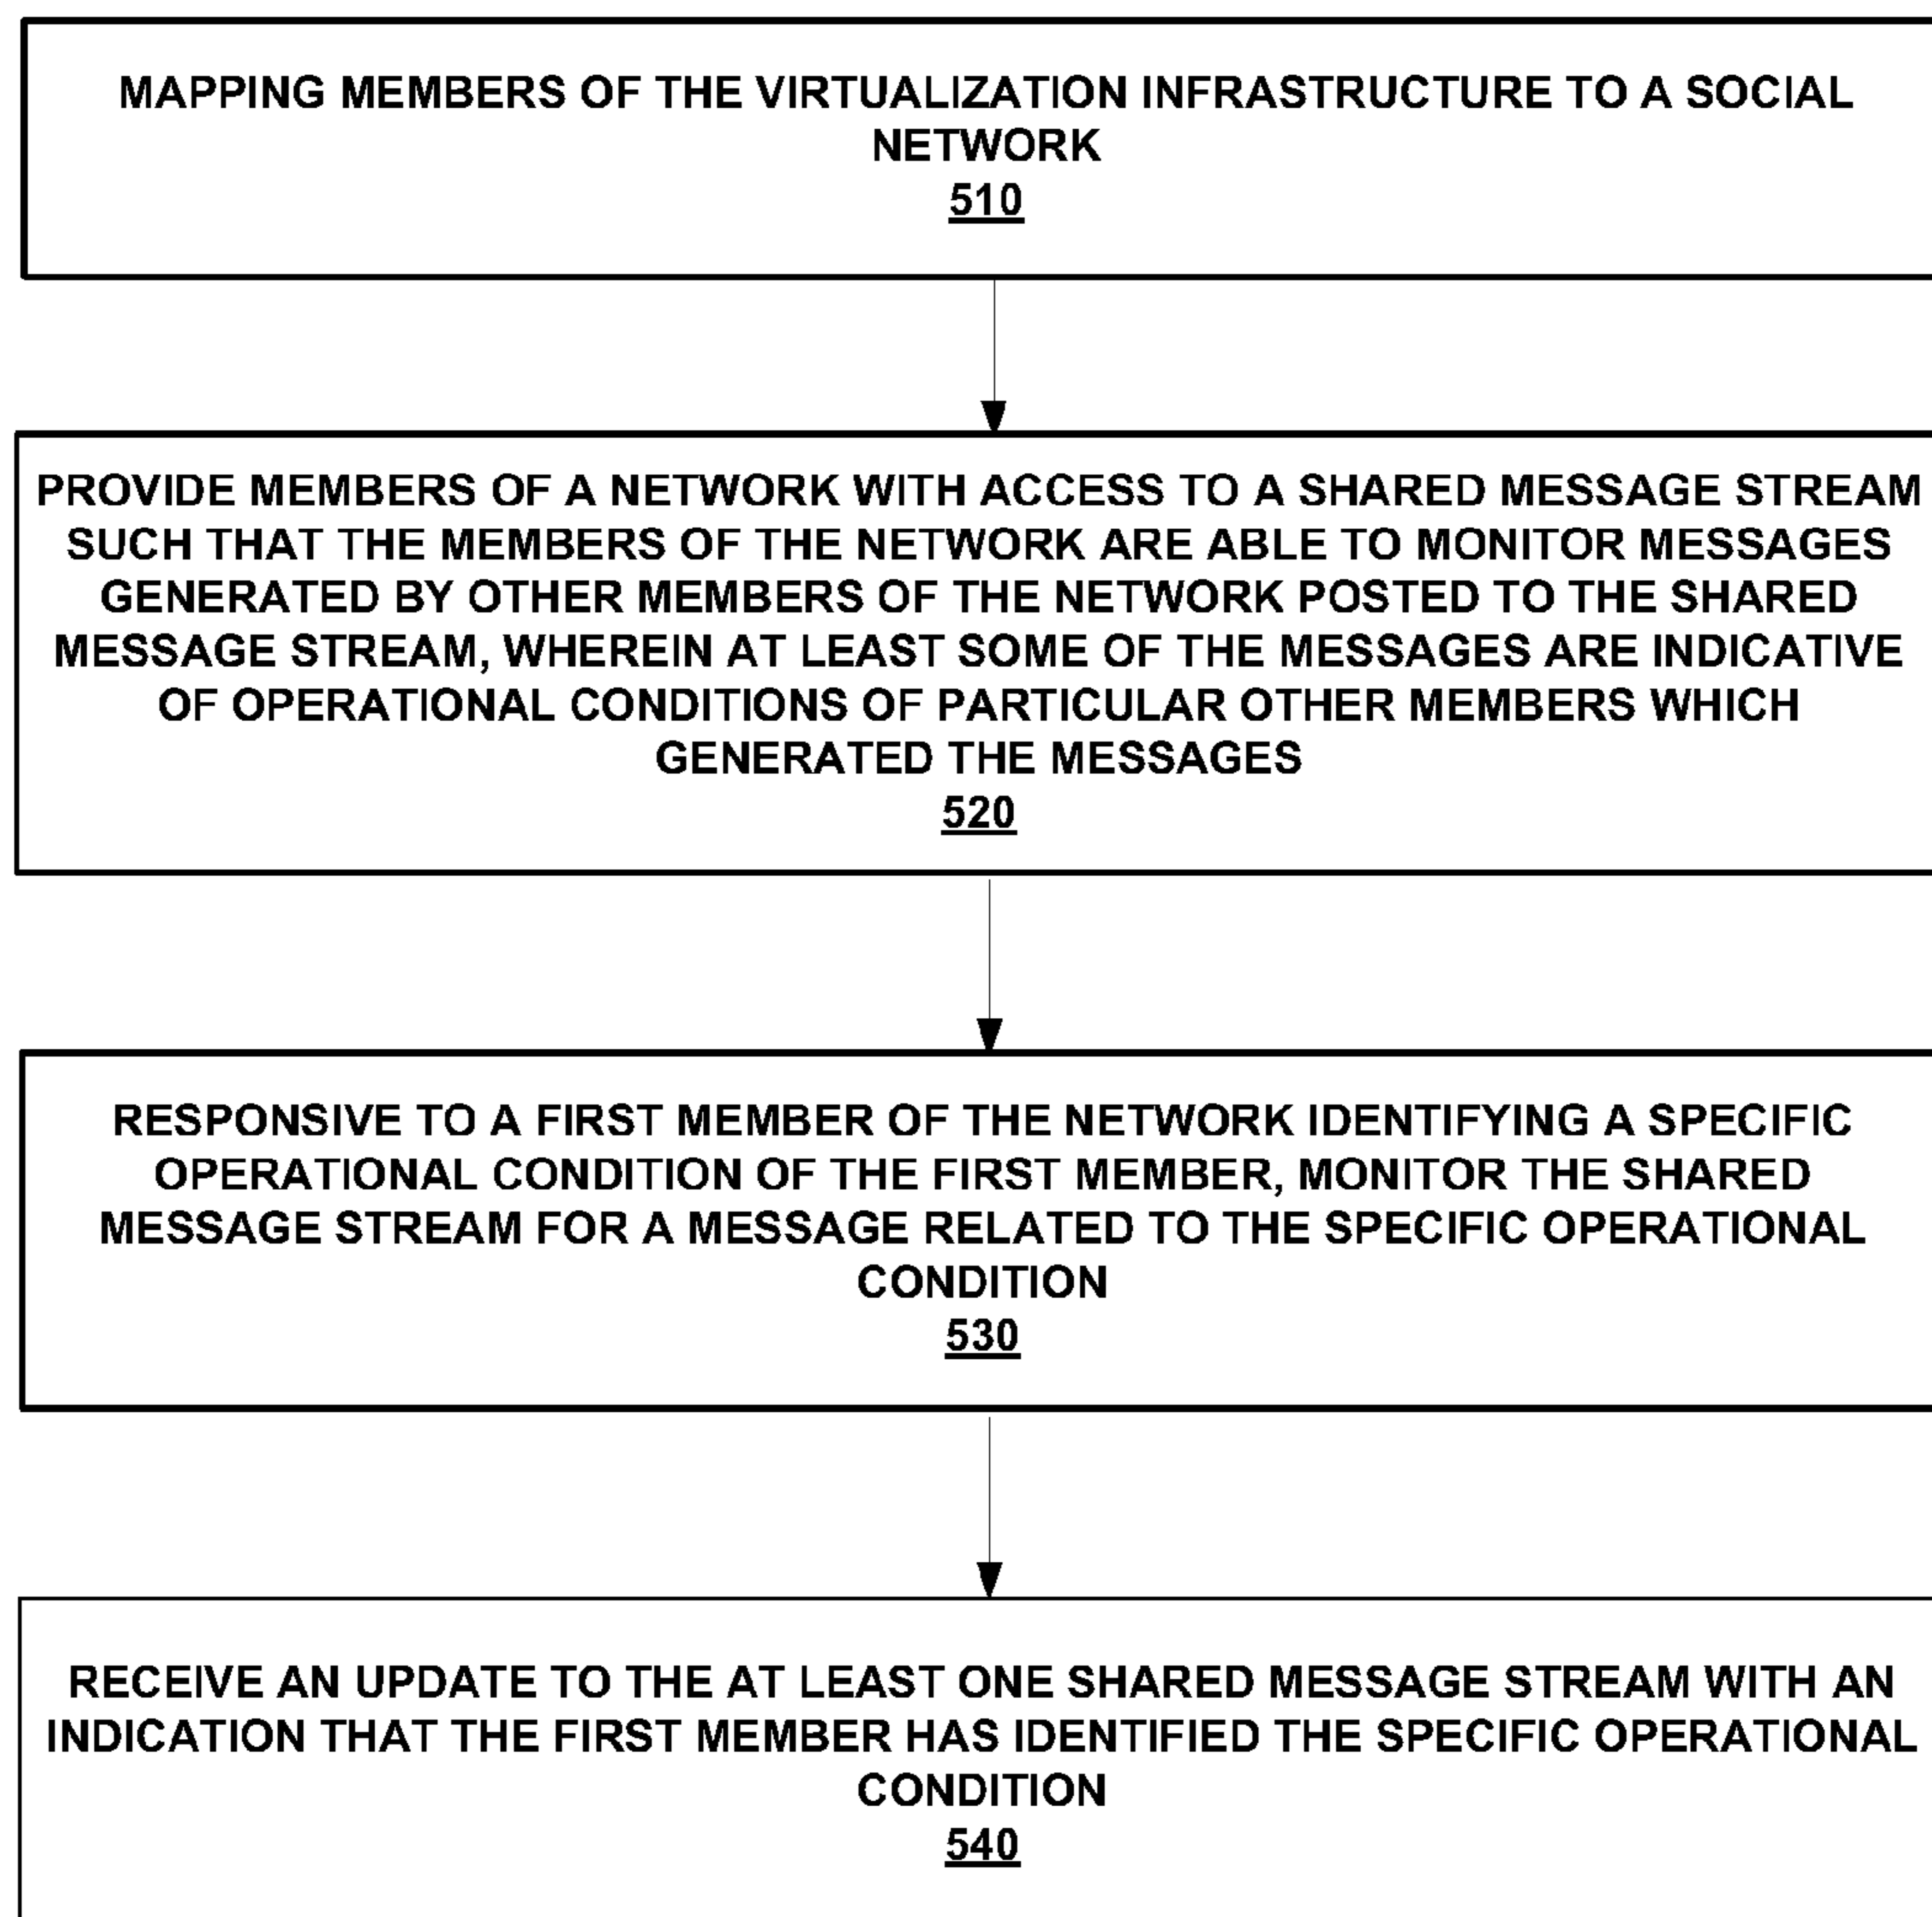 MAPPING MEMBERS OF THE VIRTUALIZATION INFRASTRUCTURE TO A SOCIAL
NETWORK
510
PROVIDE MEMBERS OF A NETWORK WITH ACCESS TO A SHARED MESSAGE STREAM
SUCH THAT THE MEMBERS OF THE NETWORK ARE ABLE TO MONITOR MESSAGES
GENERATED BY OTHER MEMBERS OF THE NETWORK POSTED TO THE SHARED
MESSAGE STREAM, WHEREIN AT LEAST SOME OF THE MESSAGES ARE INDICATIVE
OF OPERATIONAL CONDITIONS OF PARTICULAR OTHER MEMBERS WHICH
GENERATED THE MESSAGES
520
RESPONSIVE TO A FIRST MEMBER OF THE NETWORK IDENTIFYING A SPECIFIC
OPERATIONAL CONDITION OF THE FIRST MEMBER, MONITOR THE SHARED
MESSAGE STREAM FOR A MESSAGE RELATED TO THE SPECIFIC OPERATIONAL
CONDITION
530
RECEIVE AN UPDATE TO THE AT LEAST ONE SHARED MESSAGE STREAM WITH AN
INDICATION THAT THE FIRST MEMBER HAS IDENTIFIED THE SPECIFIC OPERATIONAL
CONDITION
540